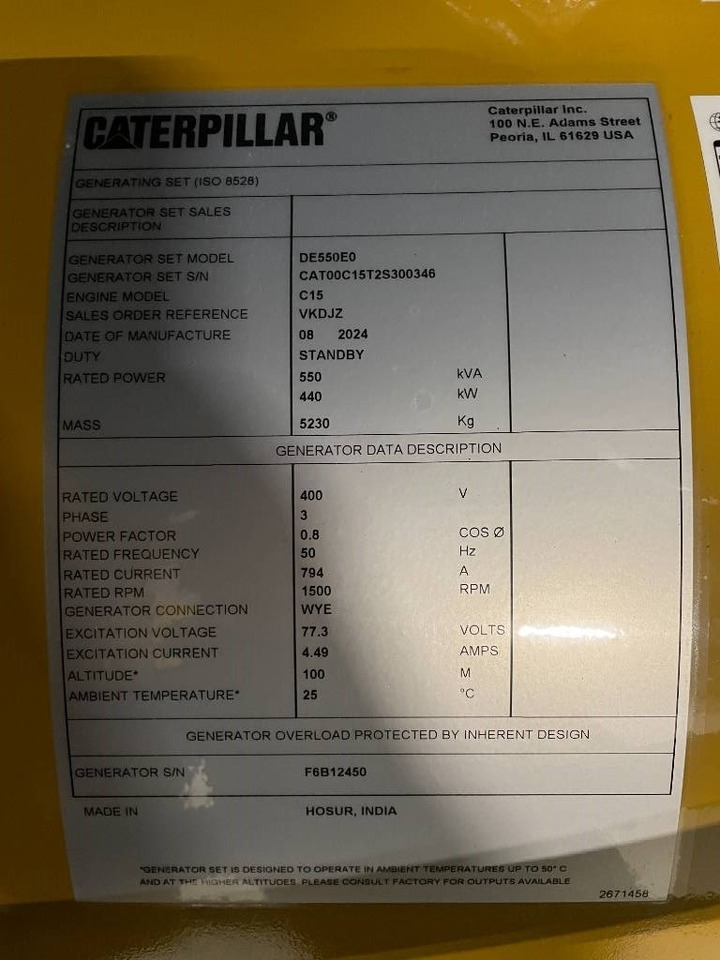 CATERPILLAR®
Caterpillar Inc.
100 N.E. Adams Street
Peoria, IL 61629 USA
GENERATING SET (ISO 8528)
GENERATOR SET SALES
DESCRIPTION
GENERATOR SET MODEL DE550E0
GENERATOR SET S/N CAT00C15T2S300346
ENGINE MODEL C15
SALES ORDER REFERENCE VKDJZ
DATE OF MANUFACTURE 08 2024
DUTY STANDBY
RATED POWER 550 kVA
440 kW
MASS 5230 Kg
GENERATOR DATA DESCRIPTION
RATED VOLTAGE 400 V
PHASE 3
POWER FACTOR 0.8 COS Ø
RATED FREQUENCY 50 Hz
RATED CURRENT 794 A
RATED RPM 1500 RPM
GENERATOR CONNECTION WYE
EXCITATION VOLTAGE 77.3 VOLTS
EXCITATION CURRENT 4.49 AMPS
ALTITUDE* 100 M
AMBIENT TEMPERATURE* 25 °C
GENERATOR OVERLOAD PROTECTED BY INHERENT DESIGN
GENERATOR S/N F6B12450
MADE IN HOSUR, INDIA
*GENERATOR SET IS DESIGNED TO OPERATE IN AMBIENT TEMPERATURES UP TO 50° C
AND AT THE HIGHER ALTITUDES. PLEASE CONSULT FACTORY FOR OUTPUTS AVAILABLE
2671458